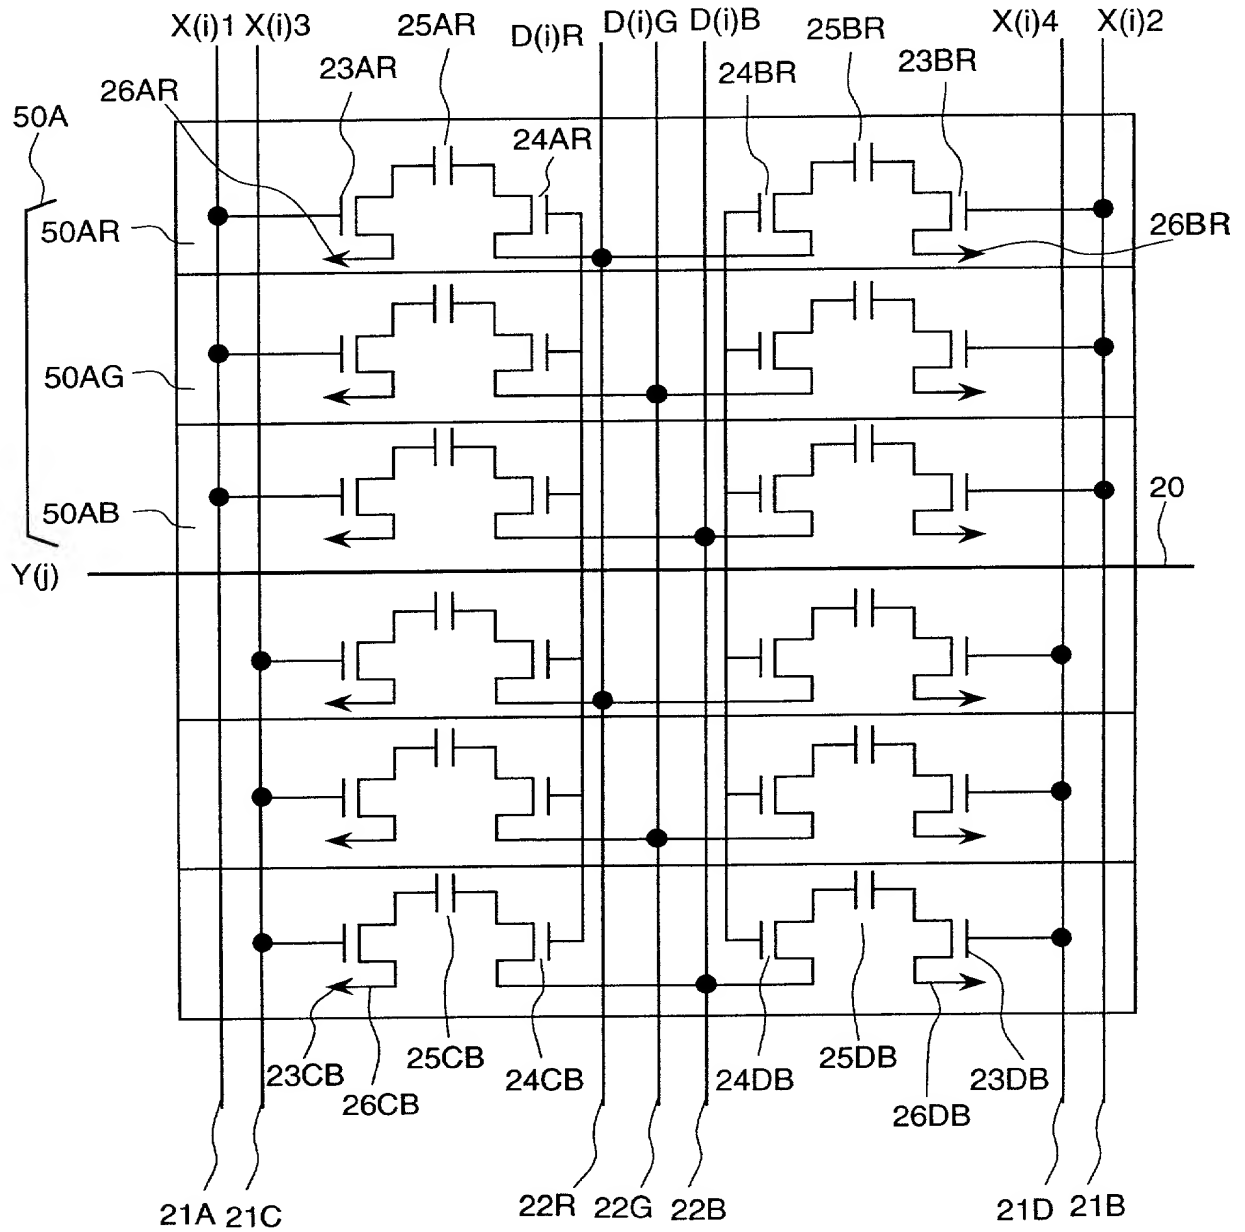 X(i)1 X(i)3 25AR D(i)R D(i)G D(i)B 25BR X(i)4 X(i)2
26AR 23AR 24BR 23BR
50A 24AR
50AR 26BR
50AG
50AB 20
Y(j)
23CB 26CB 25CB 24CB 24DB 25DB 26DB 23DB
21A 21C 22R 22G 22B 21D 21B